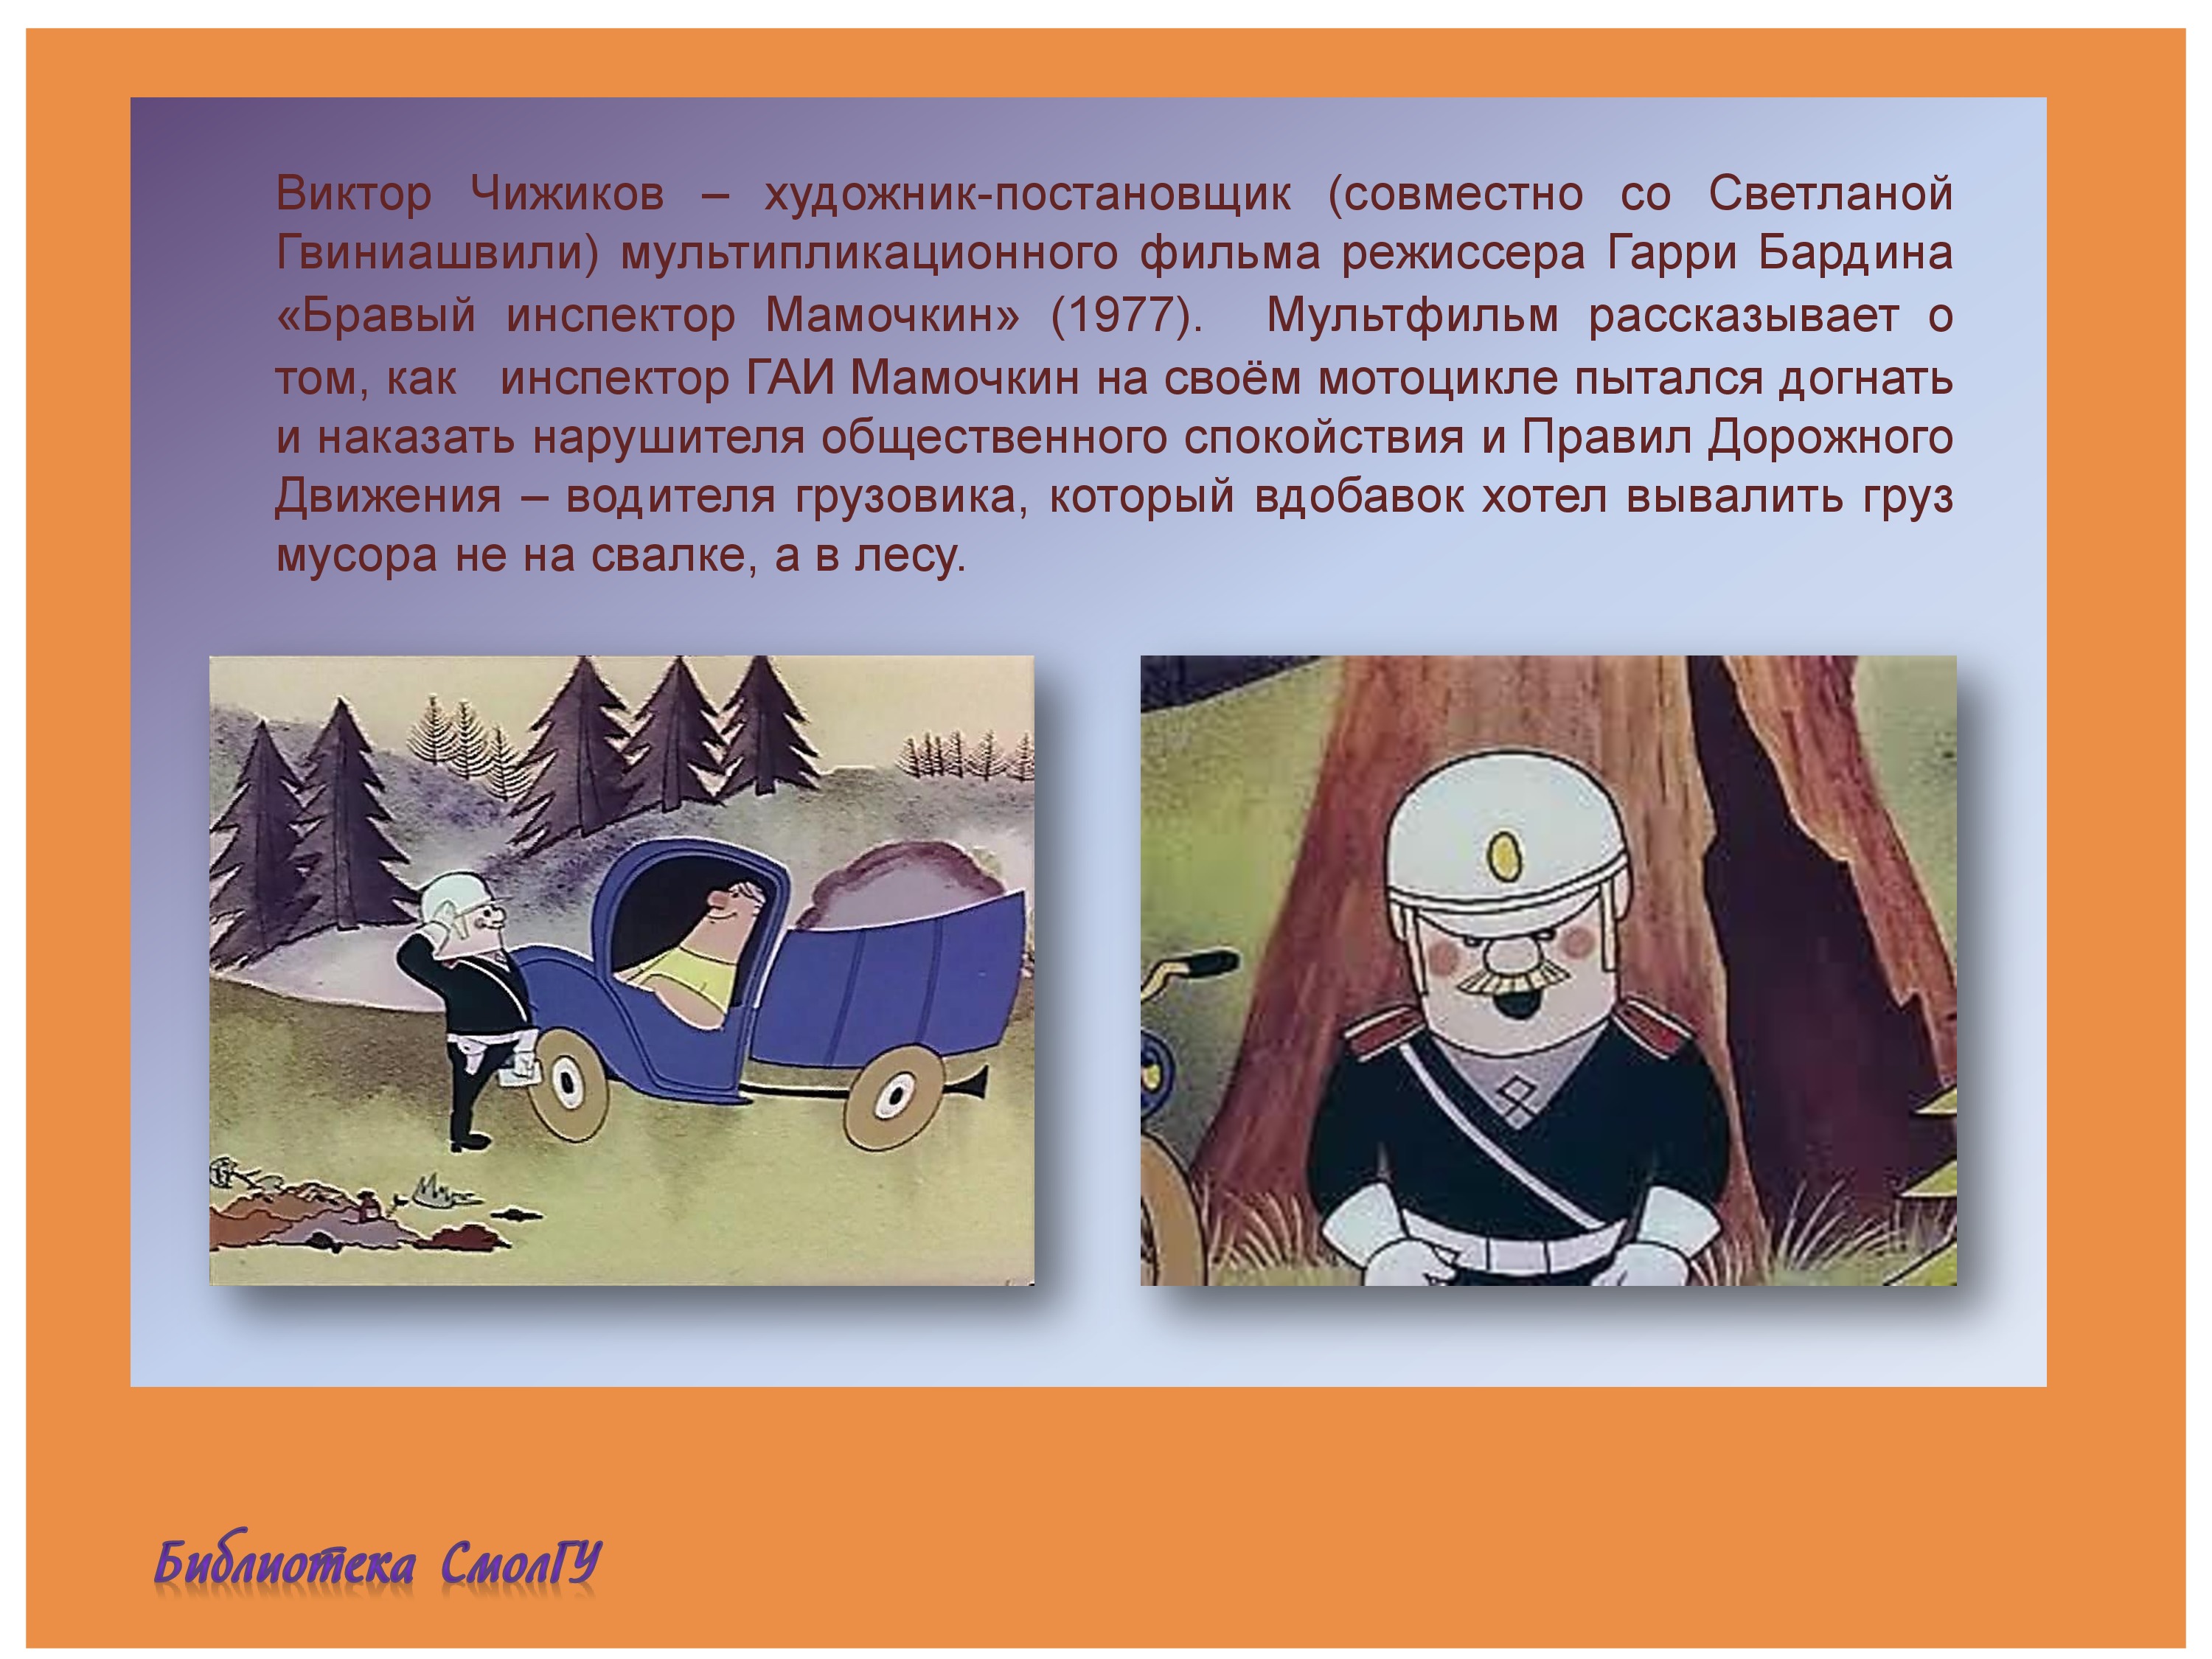 Виктор Чижиков – художник-постановщик (совместно со Светланой
Гвиниашвили) мультипликационного фильма режиссера Гарри Бардина
«Бравый инспектор Мамочкин» (1977). Мультфильм рассказывает о
том, как инспектор ГАИ Мамочкин на своём мотоцикле пытался догнать
и наказать нарушителя общественного спокойствия и Правил Дорожного
Движения – водителя грузовика, который вдобавок хотел вывалить груз
мусора не на свалке, а в лесу.
Библиотека СмолГУ